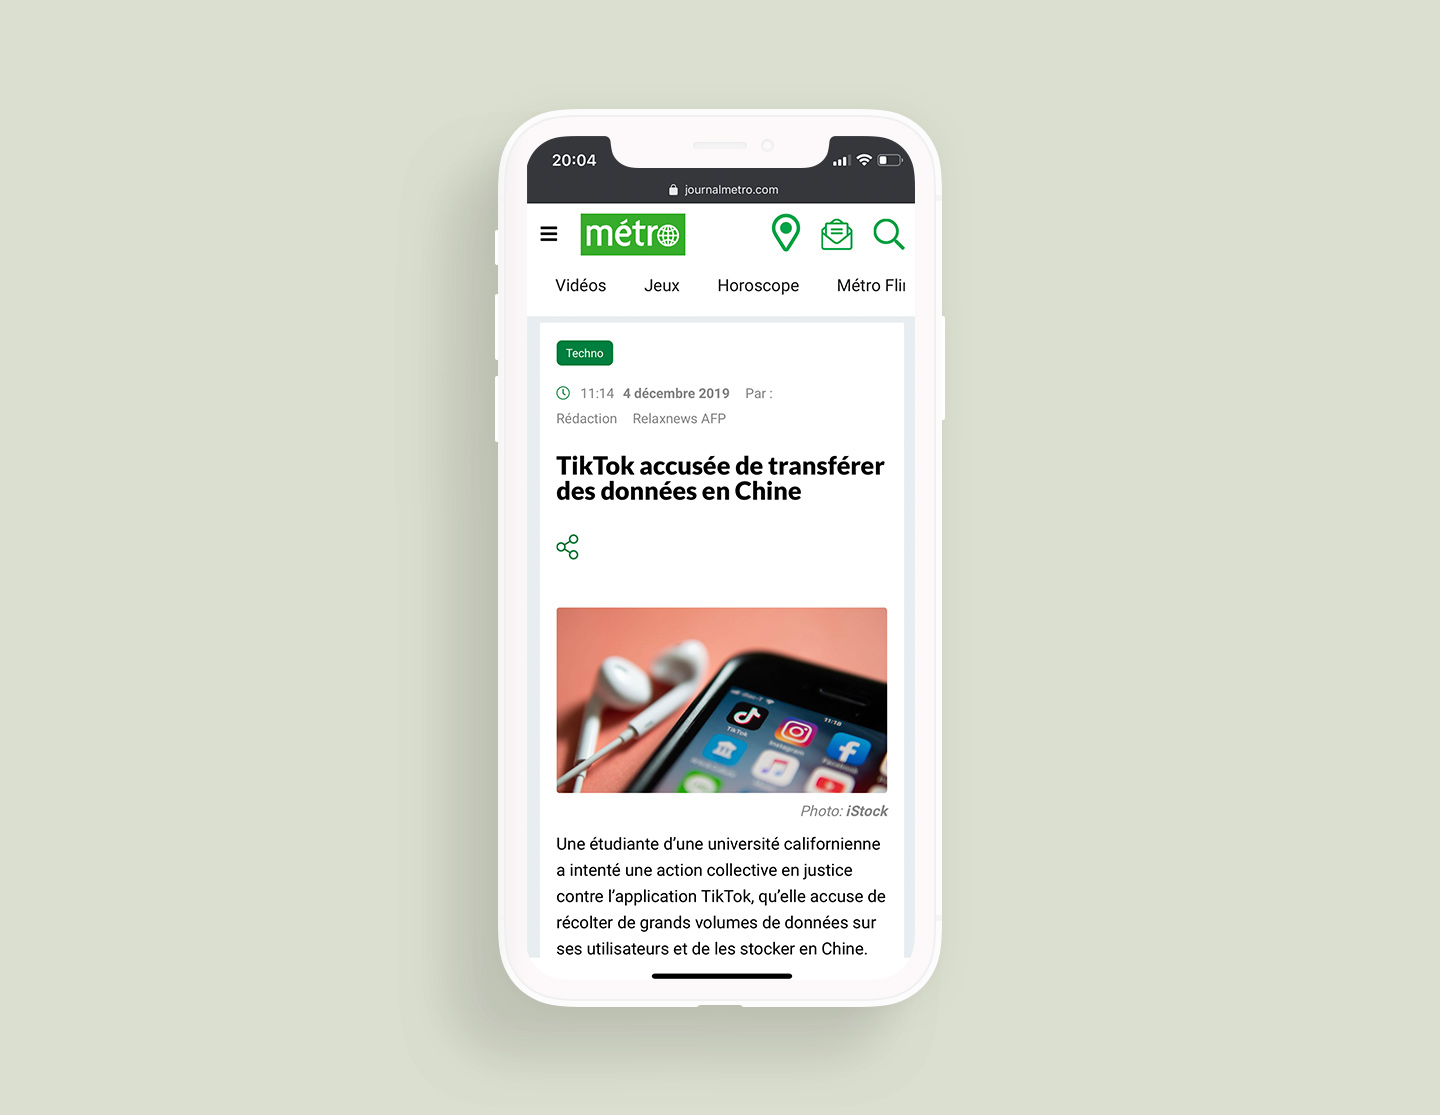 20:04
journalmetro.com
métro
Vidéos Jeux Horoscope Métro Flir
Techno
11:14 4 décembre 2019 Par :
Rédaction Relaxnews AFP
TikTok accusée de transférer
des données en Chine
11:18
TikTok
Instagram
Facebook
Photo: iStock
Une étudiante d’une université californienne
a intenté une action collective en justice
contre l’application TikTok, qu’elle accuse de
récolter de grands volumes de données sur
ses utilisateurs et de les stocker en Chine.